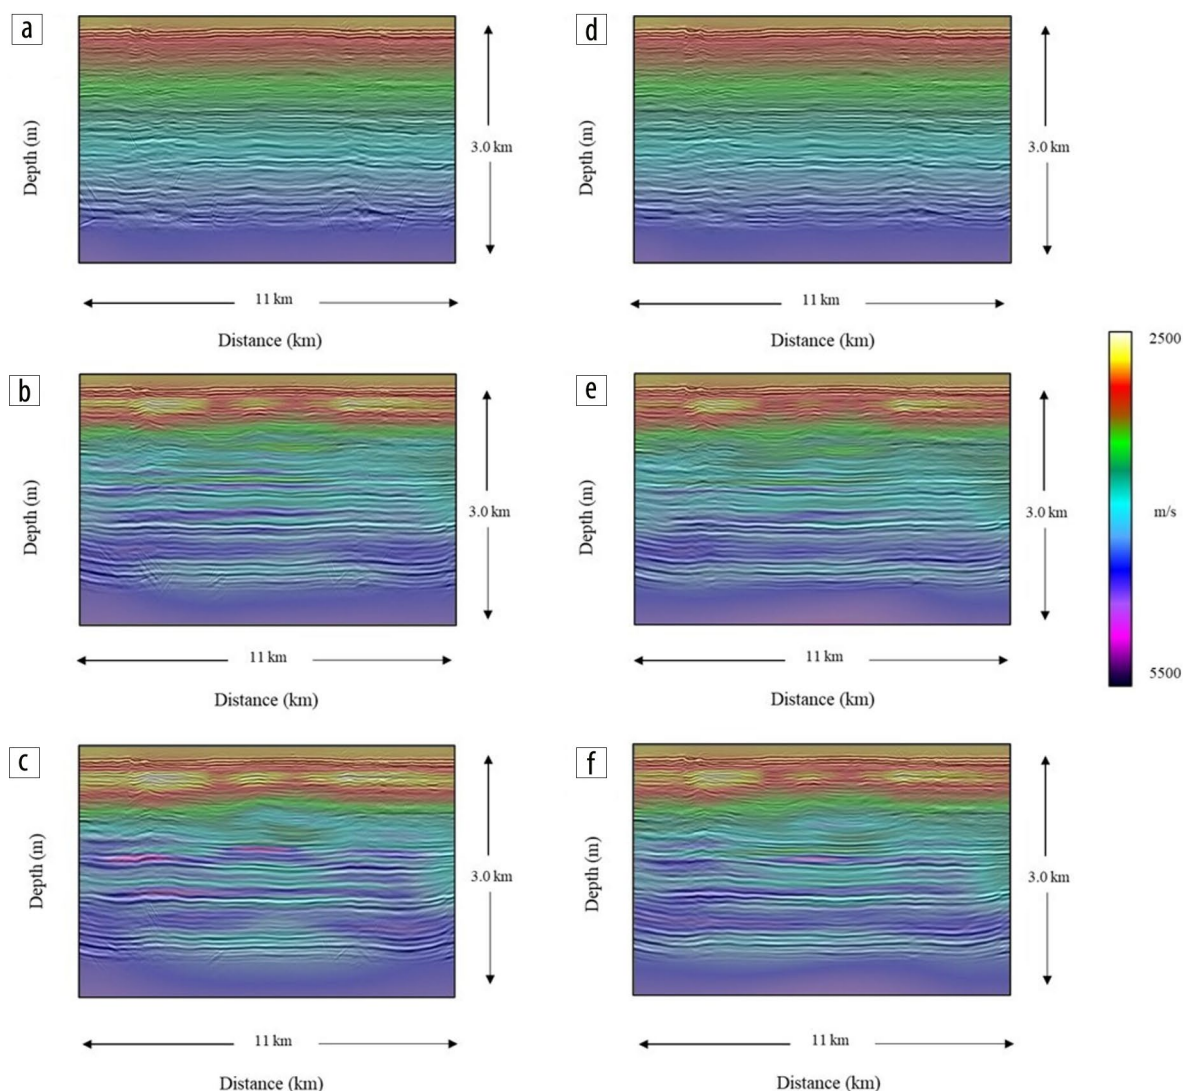 a
d
Depth (m)
3.0 km
Depth (m)
3.0 km
11 km
11 km
Distance (km)
Distance (km)
b
e
2500
Depth (m)
3.0 km
Depth (m)
3.0 km
m/s
11 km
11 km
5500
Distance (km)
Distance (km)
c
f
Depth (m)
3.0 km
Depth (m)
3.0 km
11 km
11 km
Distance (km)
Distance (km)